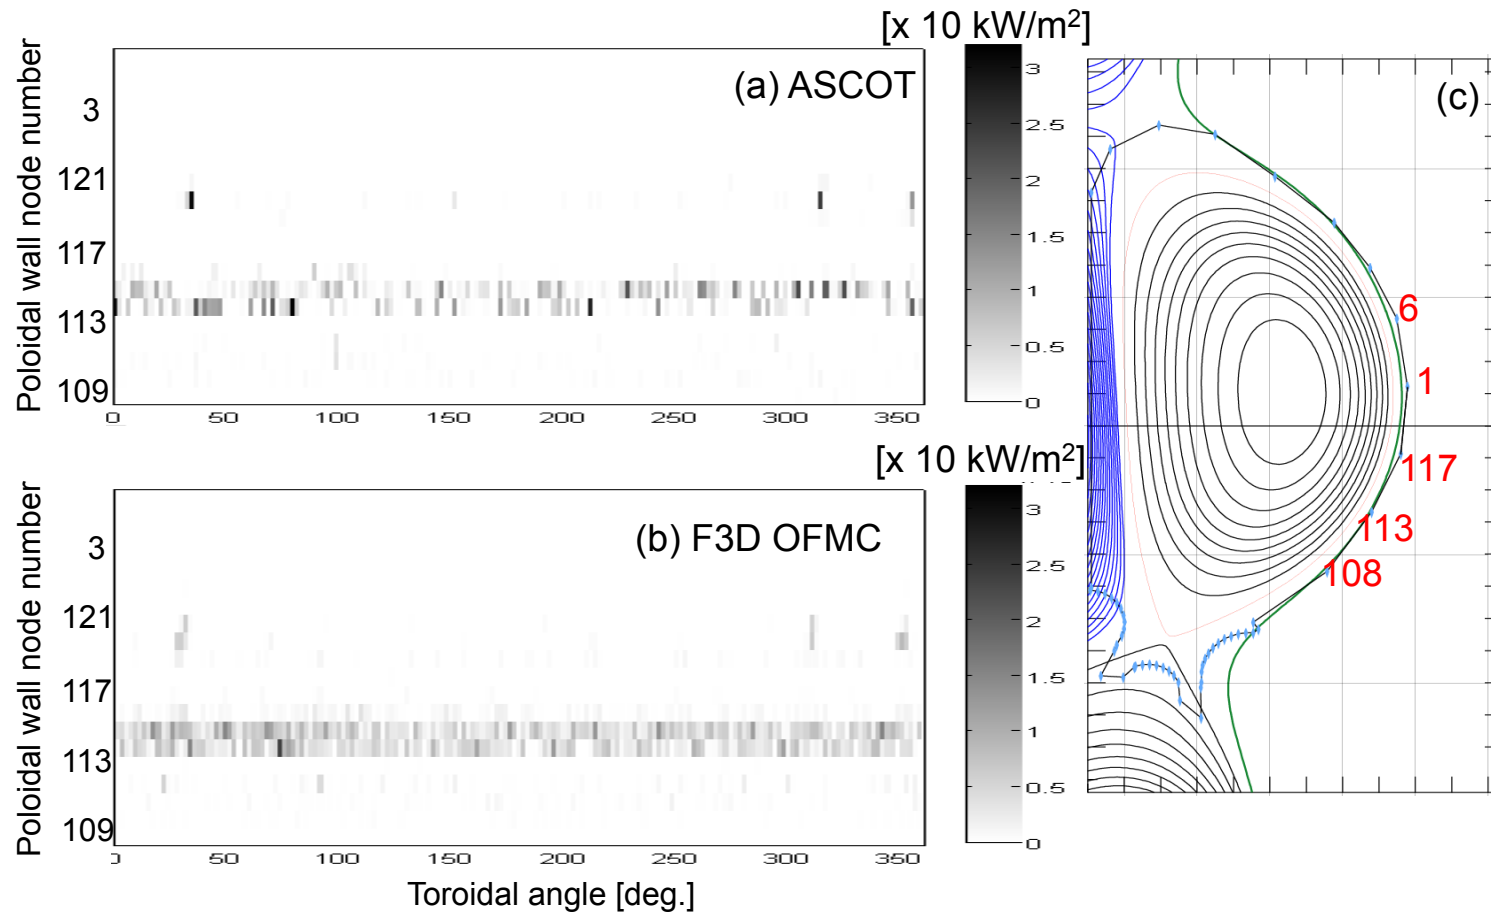 [x 10 kW/m²]
(a) ASCOT
(c)
Poloidal wall node number
3
121
117
113
109
0 50 100 150 200 250 300 350
3
2.5
2
1.5
1
0.5
0
[x 10 kW/m²]
(b) F3D OFMC
Poloidal wall node number
3
121
117
113
109
50 100 150 200 250 300 350
3
2.5
2
1.5
1
0.5
0
Toroidal angle [deg.]
6
1
117
113
108